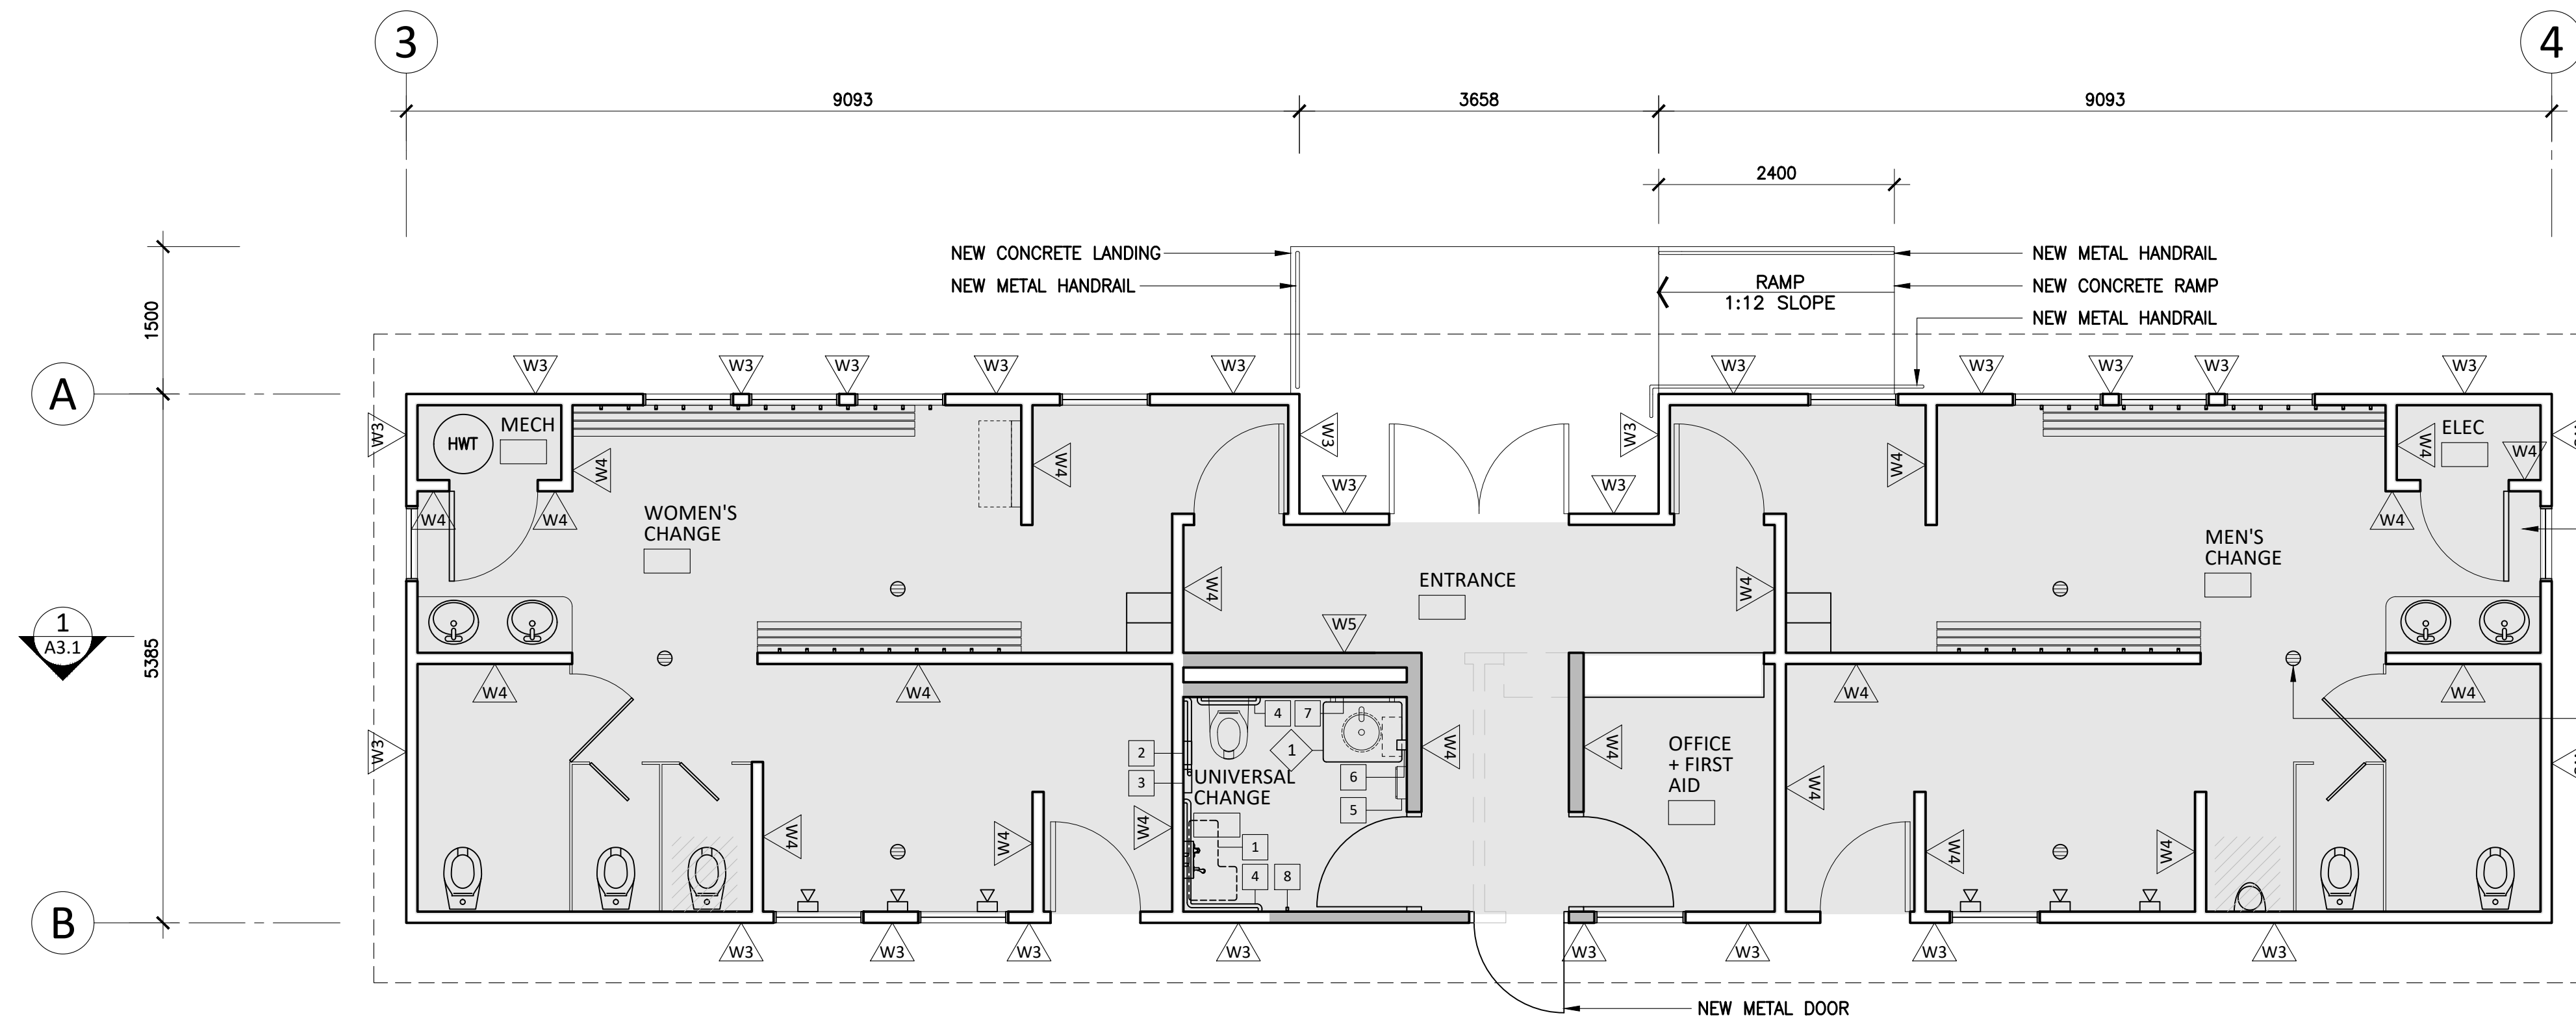 3
4
9093
3658
9093
2400
NEW CONCRETE LANDING
NEW METAL HANDRAIL
NEW METAL HANDRAIL
RAMP
NEW CONCRETE RAMP
1:12 SLOPE
NEW METAL HANDRAIL
1500
A
W3
W3
W3
W3
W3
W3
W3
W3
W3
W3
W3
HWT
MECH
W3
W3
ELEC
W4
W4
W4
W4
W4
W4
W4
W3
W3
W4
WOMEN'S
CHANGE
MEN'S
CHANGE
W4
ENTRANCE
W4
1
A3.1
5385
W5
W4
W4
W4
W4
W3
4
7
1
2
3
6
5
W4
W4
OFFICE
+ FIRST
AID
UNIVERSAL
CHANGE
W4
W4
W4
W4
1
4
8
W4
W4
B
W3
W3
W3
W3
W3
W3
W3
W3
NEW METAL DOOR